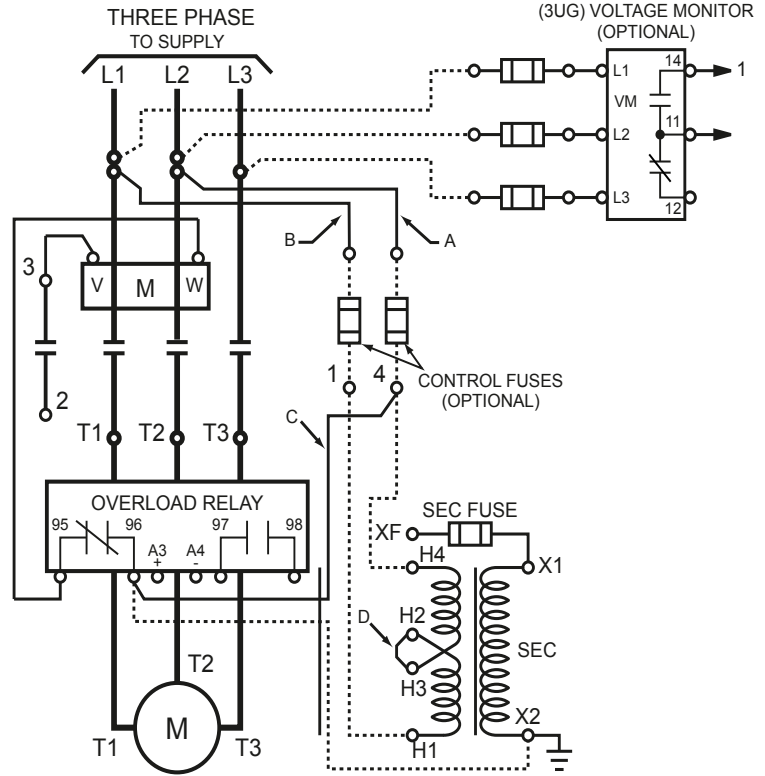 THREE PHASE
TO SUPPLY
L1 L2 L3
(3UG) VOLTAGE MONITOR
(OPTIONAL)
L1 14 1
VM
L2 11
L3
12
B A
3
V M W
1 4
CONTROL FUSES
(OPTIONAL)
2
C
T1 T2 T3
OVERLOAD RELAY
95 96 97 98
A3 A4
+ -
SEC FUSE
XF
H4 X1
D H2
SEC
H3
T2
X2
M
T1 T3
H1